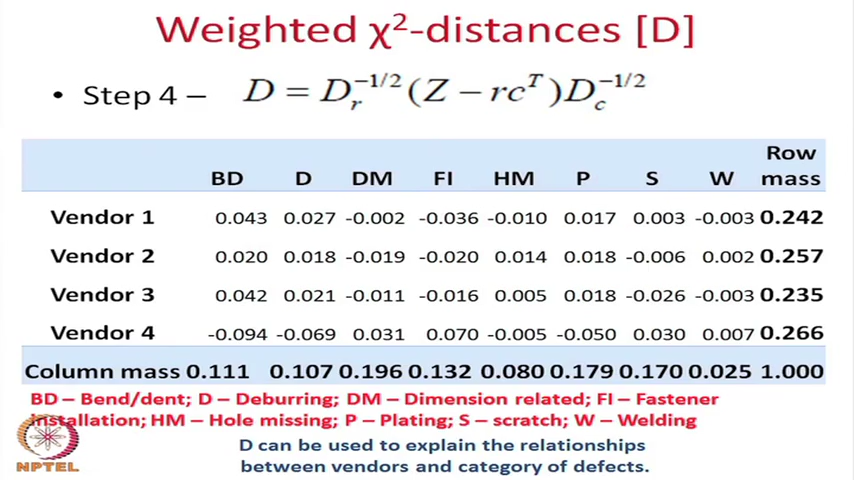 Weighted χ²-distances [D]
• Step 4 – D = D_r^{-1/2}(Z − rc^T)D_c^{-1/2}
BD D DM FI HM P S W Row mass
Vendor 1 0.043 0.027 -0.002 -0.036 -0.010 0.017 0.003 -0.003 0.242
Vendor 2 0.020 0.018 -0.019 -0.020 0.014 0.018 -0.006 0.002 0.257
Vendor 3 0.042 0.021 -0.011 -0.016 0.005 0.018 -0.026 -0.003 0.235
Vendor 4 -0.094 -0.069 0.031 0.070 -0.005 -0.050 0.030 0.007 0.266
Column mass 0.111 0.107 0.196 0.132 0.080 0.179 0.170 0.025 1.000
BD – Bend/dent; D – Deburring; DM – Dimension related; FI – Fastener
installation; HM – Hole missing; P – Plating; S – scratch; W – Welding
D can be used to explain the relationships
between vendors and category of defects.
NPTEL